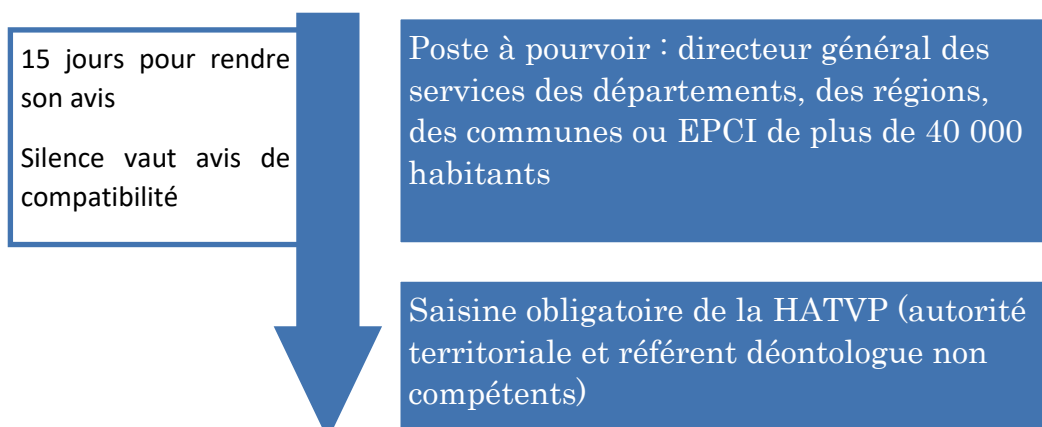 15 jours pour rendre
son avis
Silence vaut avis de
compatibilité
Poste à pourvoir : directeur général des
services des départements, des régions,
des communes ou EPCI de plus de 40 000
habitants
Saisine obligatoire de la HATVP (autorité
territoriale et référent déontologue non
compétents)